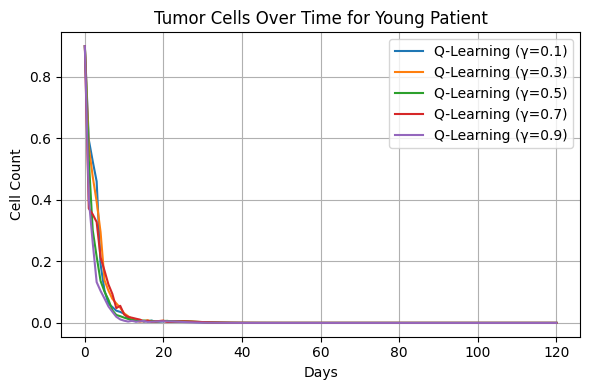 Tumor Cells Over Time for Young Patient
Cell Count
0.8
0.6
0.4
0.2
0.0
Q-Learning (γ=0.1)
Q-Learning (γ=0.3)
Q-Learning (γ=0.5)
Q-Learning (γ=0.7)
Q-Learning (γ=0.9)
0 20 40 60 80 100 120
Days